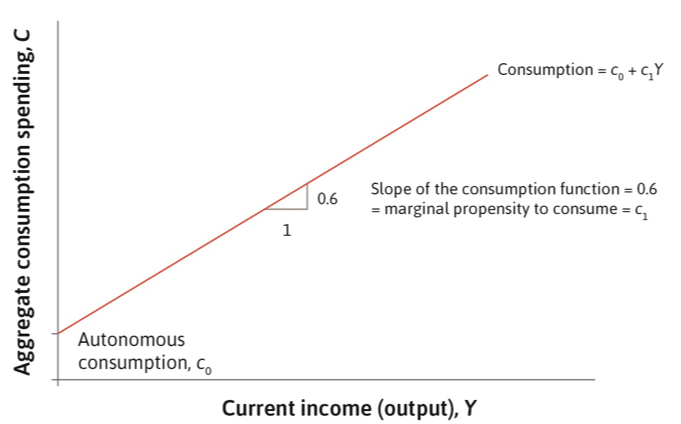 Aggregate consumption spending, C
Consumption = c₀ + c₁Y
0.6
1
Slope of the consumption function = 0.6
= marginal propensity to consume = c₁
Autonomous
consumption, c₀
Current income (output), Y